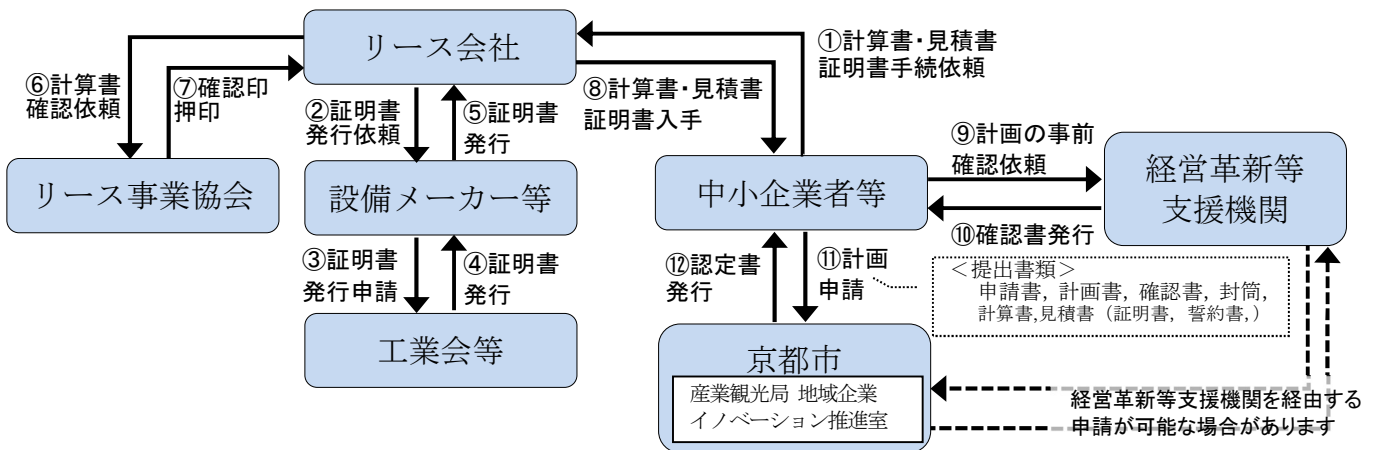 リース会社
①計算書・見積書
証明書手続依頼
⑥計算書
確認依頼
⑦確認印
押印
②証明書
発行依頼
⑤証明書
発行
⑧計算書・見積書
証明書入手
⑨計画の事前
確認依頼
リース事業協会
設備メーカー等
中小企業者等
経営革新等
支援機関
⑩確認書発行
③証明書
発行申請
④証明書
発行
⑫認定書
発行
⑪計画
申請
＜提出書類＞
申請書，計画書，確認書，封筒，
計算書,見積書（証明書，誓約書,）
工業会等
京都市
産業観光局 地域企業
イノベーション推進室
経営革新等支援機関を経由する
申請が可能な場合があります